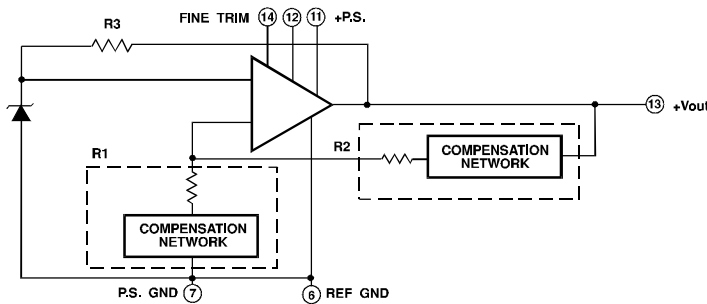 FINE TRIM 14 12 11 +P.S.
R3
13 +Vout
R1
R2
COMPENSATION
NETWORK
COMPENSATION
NETWORK
P.S. GND 7
6 REF GND